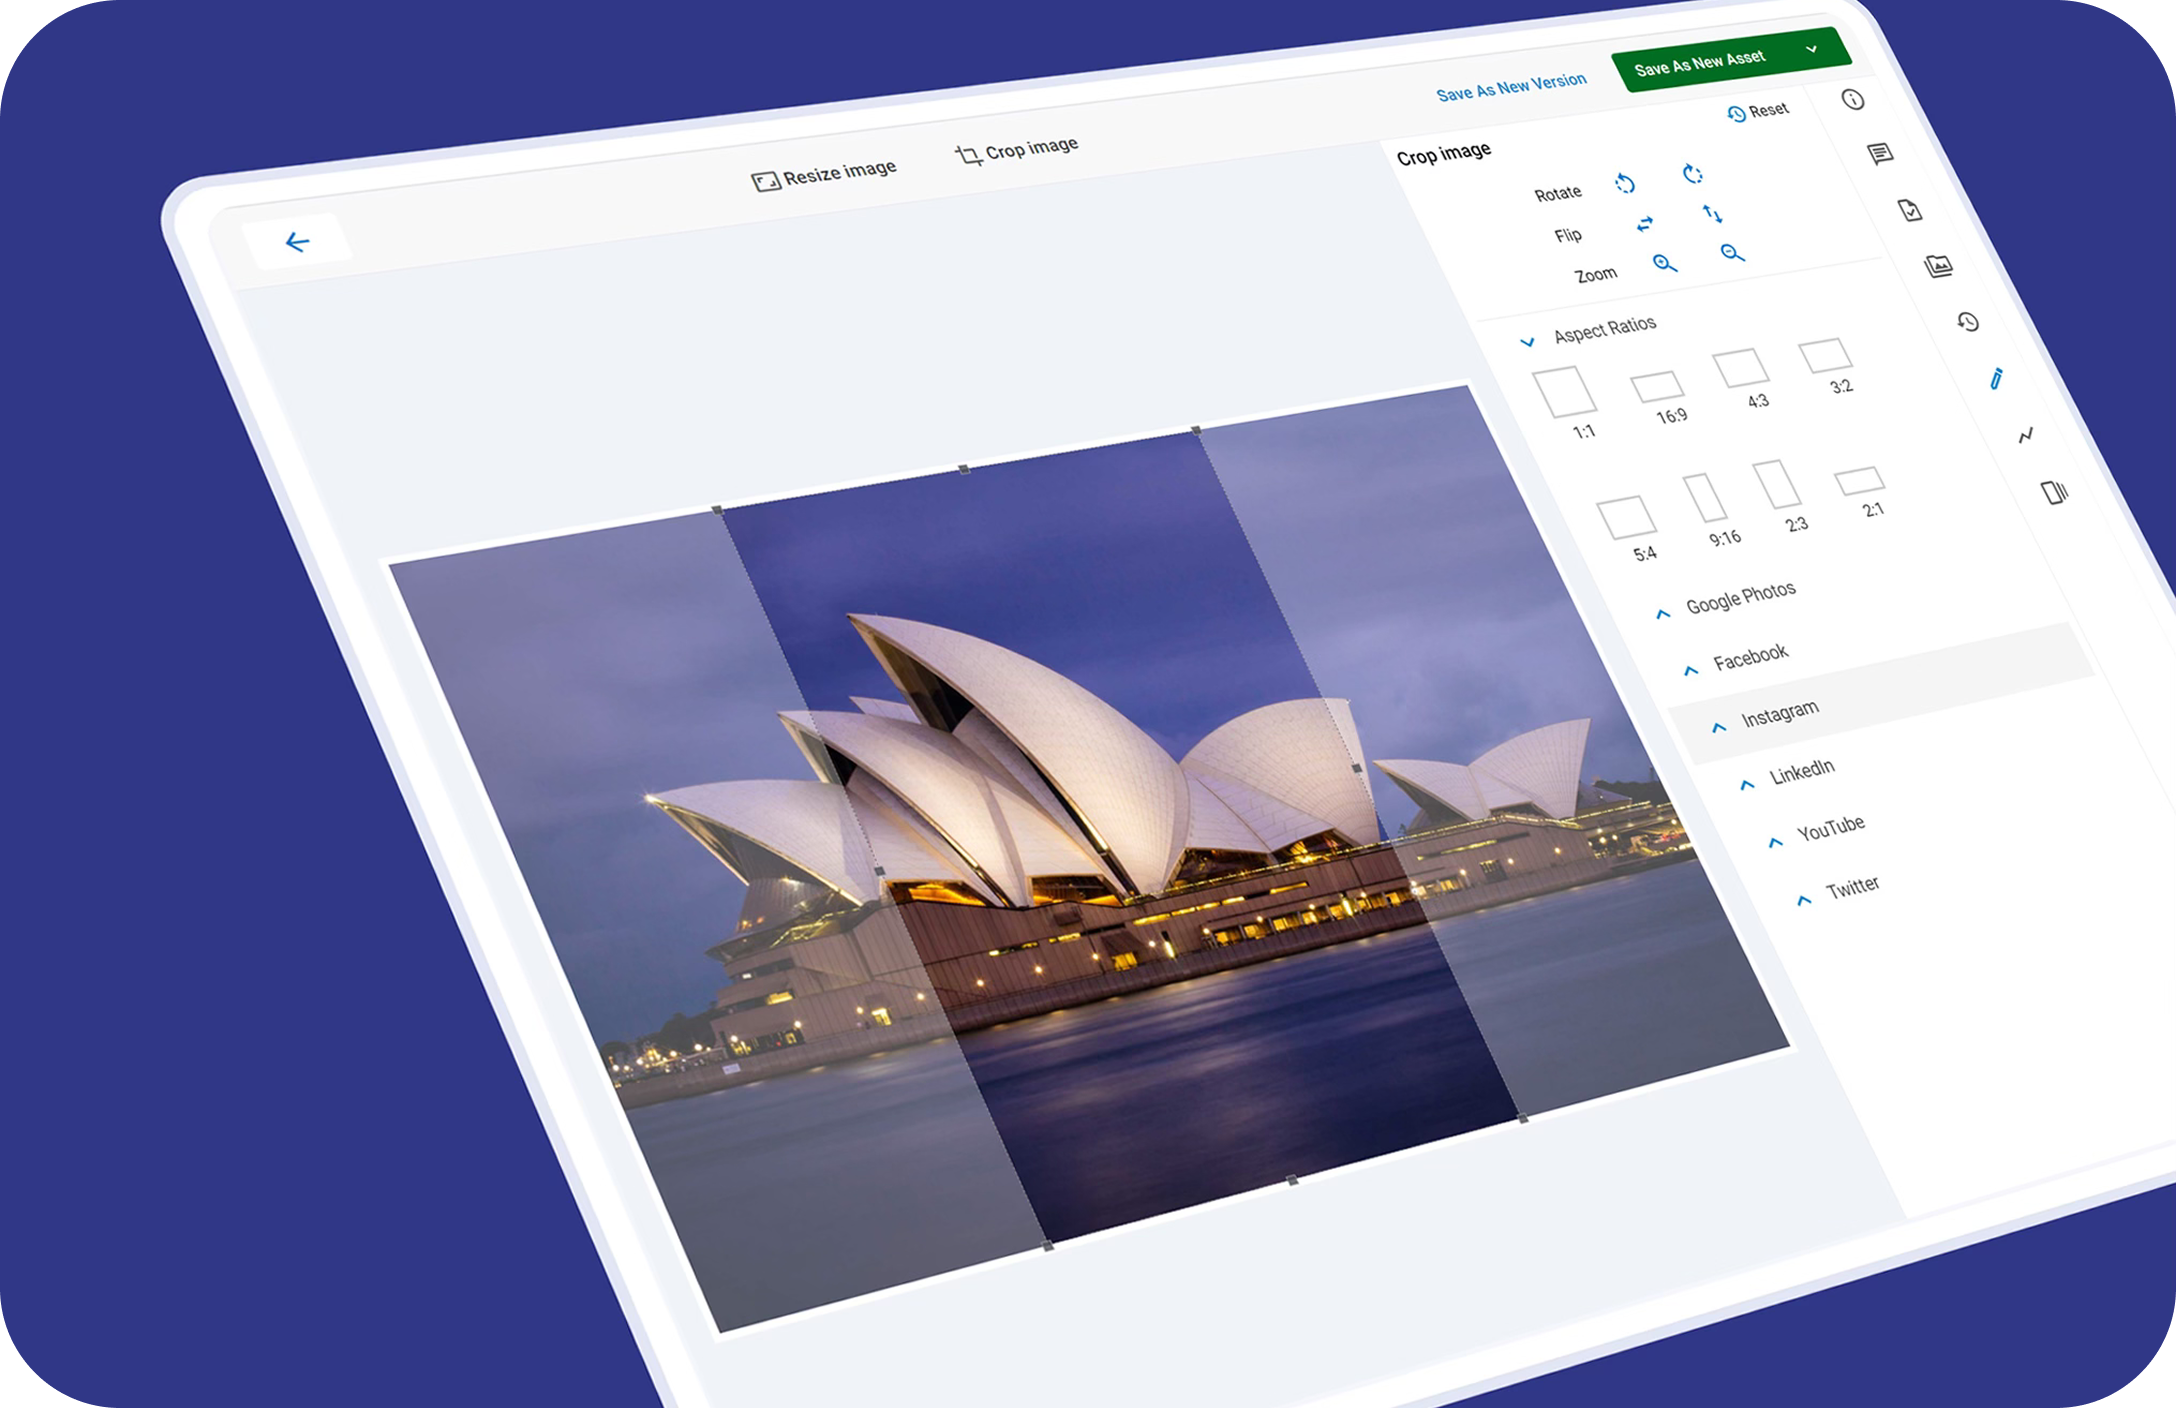 Save As New Version
Save As New Asset
Resize image
Crop image
Reset
Crop image
Rotate
Flip
Zoom
Aspect Ratios
1:1 16:9 4:3 3:2
5:4 9:16 2:3 2:1
Google Photos
Facebook
Instagram
LinkedIn
YouTube
Twitter